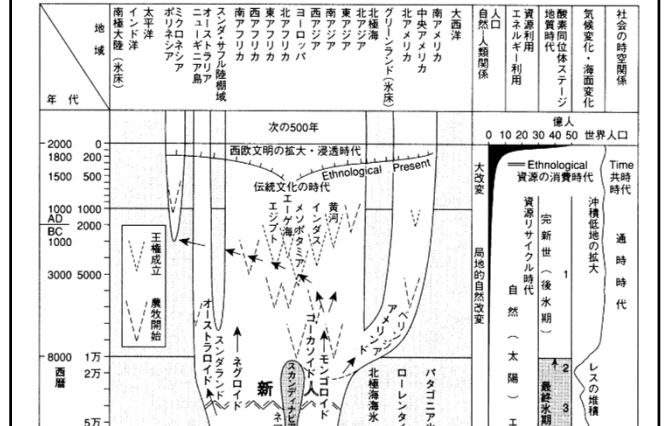 地域
年代
南極大陸(氷床)
インド洋
太平洋
ポリネシア
ミクロネシア
オーストラリア
ニューギニア島
スンダ・サフル陸棚域
南アフリカ
西アフリカ
東アフリカ
北アフリカ
ヨーロッパ
西アジア
南アジア
東アジア
北アジア
北極海
グリーンランド(氷床)
北アメリカ
中央アメリカ
南アメリカ
大西洋
人口
自然―人類関係
資源利用
エネルギー利用
酸素同位体ステージ
地質時代
気候変化・海面変化
社会の時空関係
次の500年
億人
0 10 20 30 40 50 世界人口
2000 0
1800 200
1500 500
1000 1000
AD
BC
1000 2000
3000 5000
8000 1万
西暦 2万
5万
西欧文明の拡大・浸透時代
Ethnological Present
伝統文化の時代
エジプト
エーゲ海
メソポタミア
インダス
黄河
王権成立
農牧開始
オーストラロイド
スンダランド
ネグロイド
コーカソイド
モンゴロイド
アメリンド
ベリンジア
新人
スカンディナビ
北極海海氷
ローレンタ
パタゴニア
大改変
局地的自然改変
Ethnological
資源の消費時代
資源リサイクル時代
自然(太陽)エ
完新世(後氷期)
最終氷期
1
2
3
沖積低地の拡大
レスの堆積
Time
共時時代
通時時代